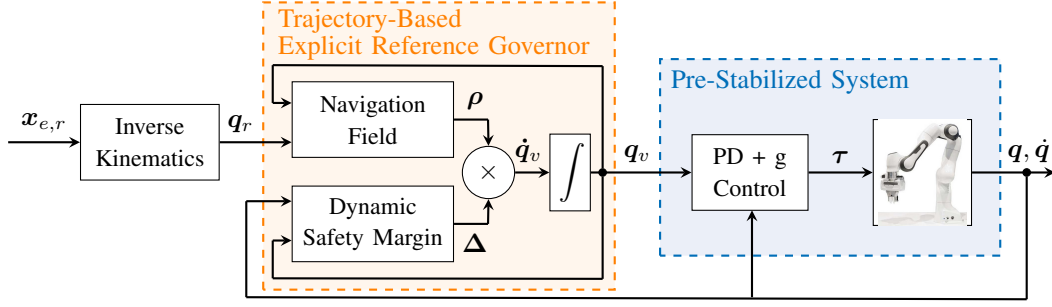 Trajectory-Based
Explicit Reference Governor
Pre-Stabilized System
x_{e,r}
Inverse
Kinematics
q_r
Navigation
Field
ρ
×
q̇_v
∫
q_v
PD + g
Control
τ
q, q̇
Dynamic
Safety Margin
Δ